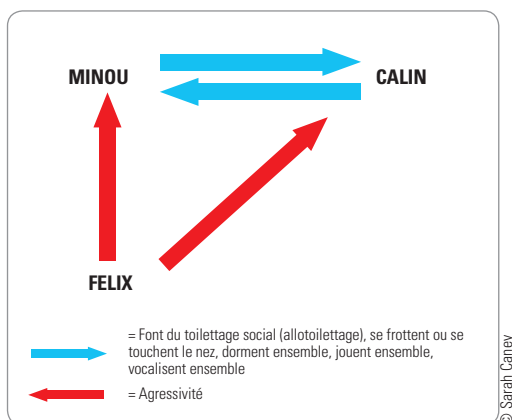 MINOU
CALIN
FELIX
= Font du toilettage social (allotoilettage), se frottent ou se
touchent le nez, dorment ensemble, jouent ensemble,
vocalisent ensemble
= Agressivité
© Sarah Caney